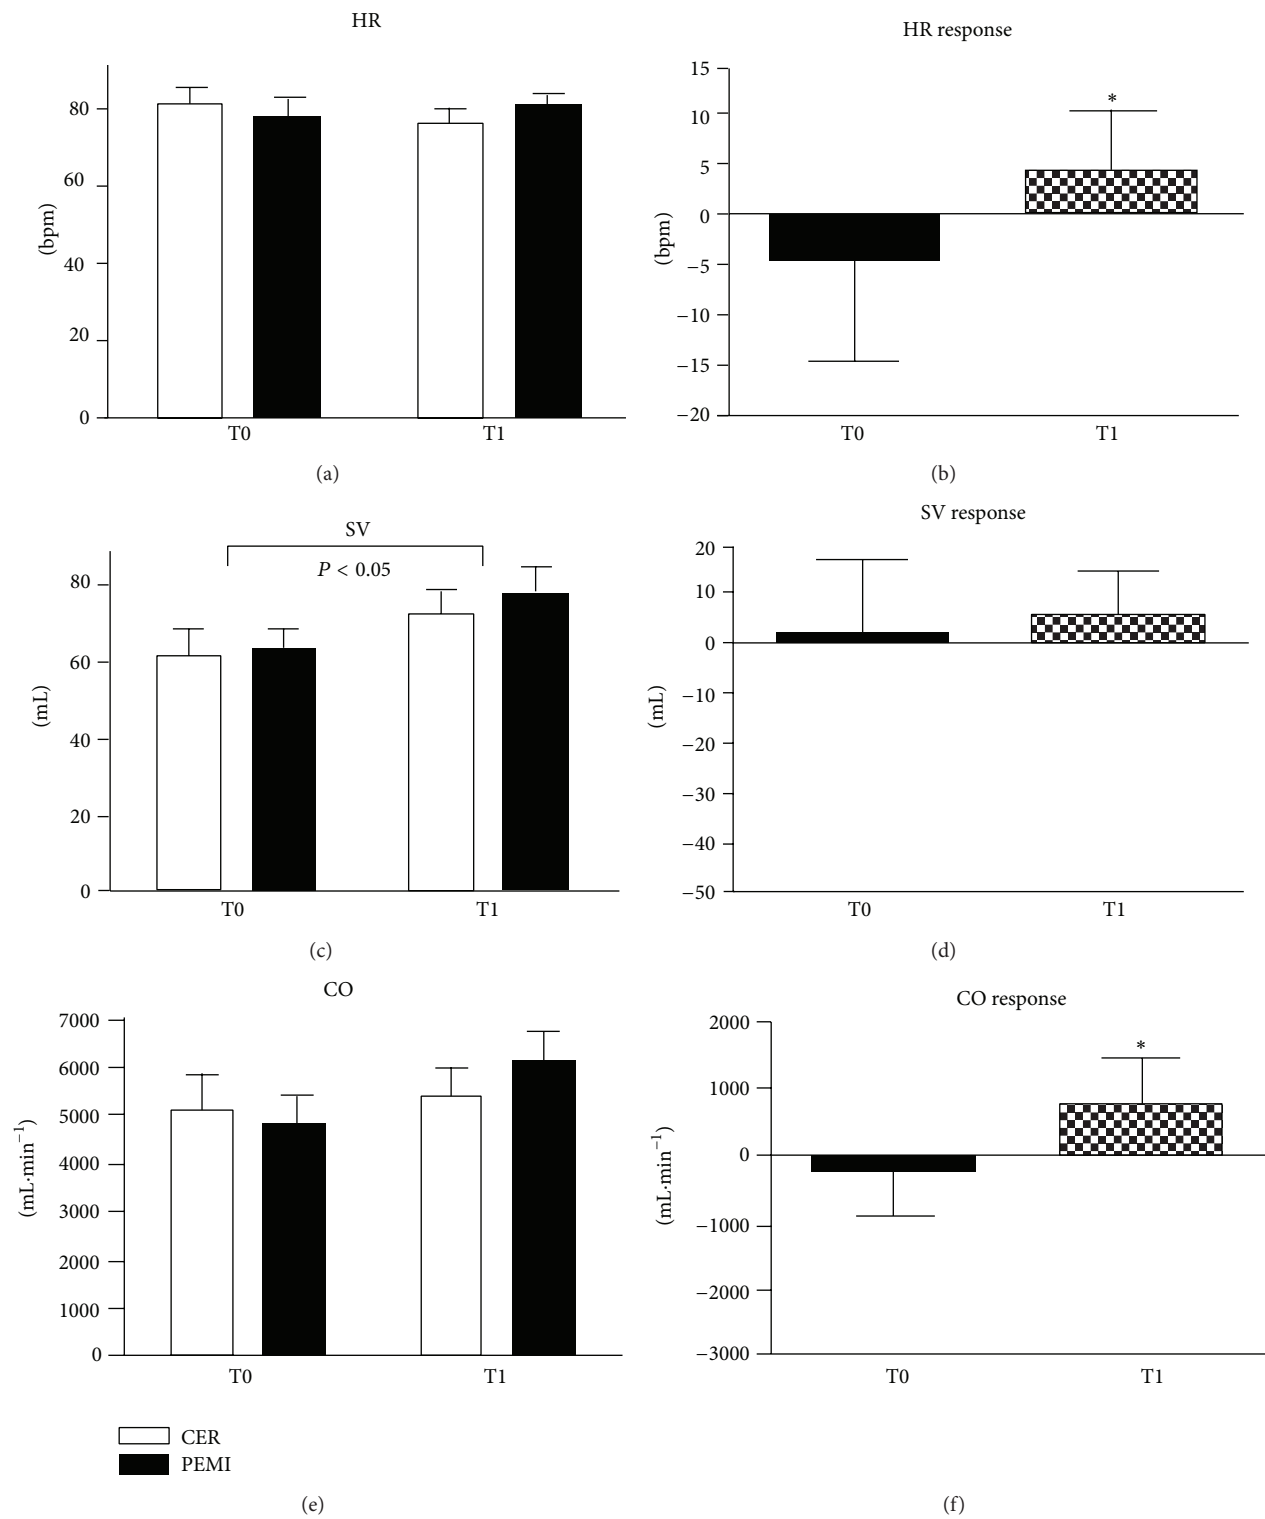 HR
80
60
40
20
0
(bpm)
T0 T1
(a)
HR response
15
10
5
0
−5
−10
−15
−20
(bpm)
*
T0 T1
(b)
SV
P < 0.05
80
60
40
20
0
(mL)
T0 T1
(c)
SV response
20
10
0
−10
−20
−30
−40
−50
(mL)
T0 T1
(d)
CO
7000
6000
5000
4000
3000
2000
1000
0
(mL·min⁻¹)
T0 T1
CER
PEMI
(e)
CO response
2000
1000
0
−1000
−2000
−3000
(mL·min⁻¹)
*
T0 T1
(f)